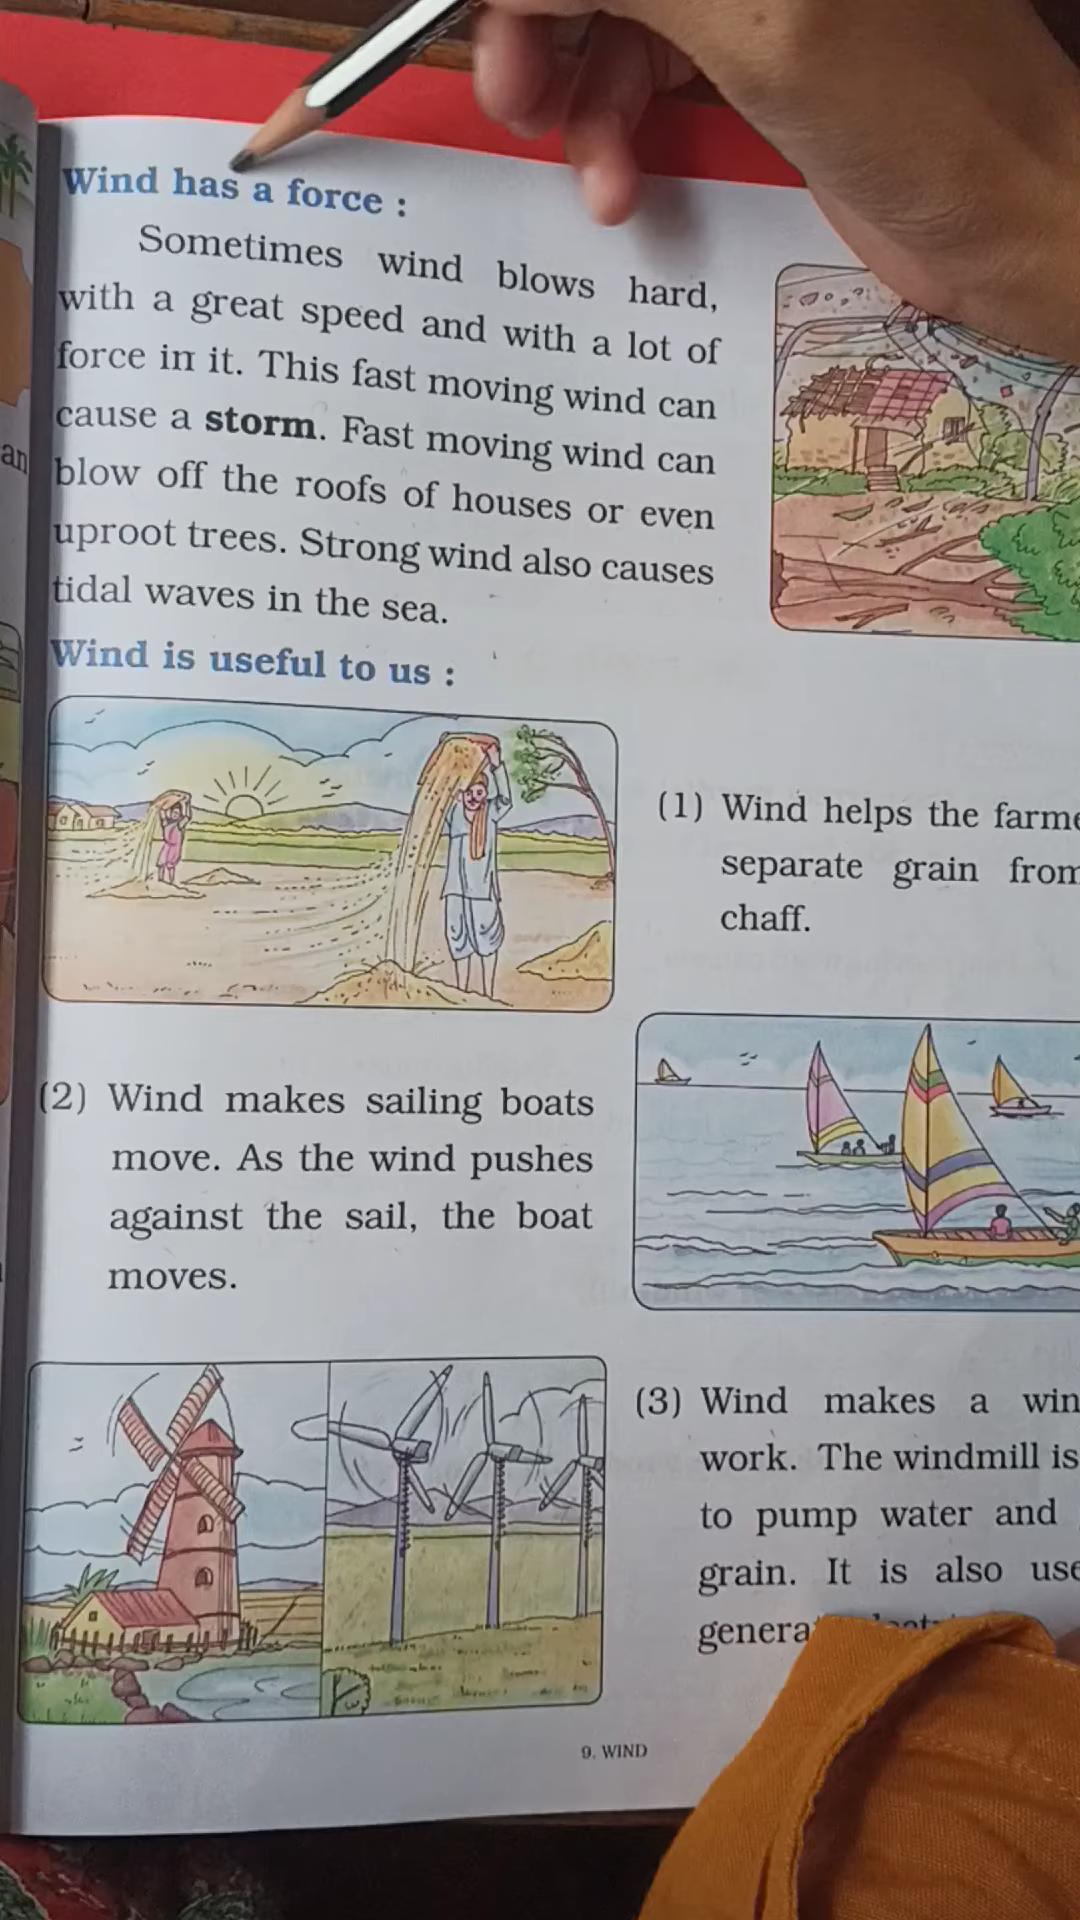 Wind has a force :
Sometimes wind blows hard,
with a great speed and with a lot of
force in it. This fast moving wind can
cause a storm. Fast moving wind can
blow off the roofs of houses or even
uproot trees. Strong wind also causes
tidal waves in the sea.
Wind is useful to us :
(1) Wind helps the farme
separate grain from
chaff.
(2) Wind makes sailing boats
move. As the wind pushes
against the sail, the boat
moves.
(3) Wind makes a win
work. The windmill is
to pump water and
grain. It is also use
genera
9. WIND
an